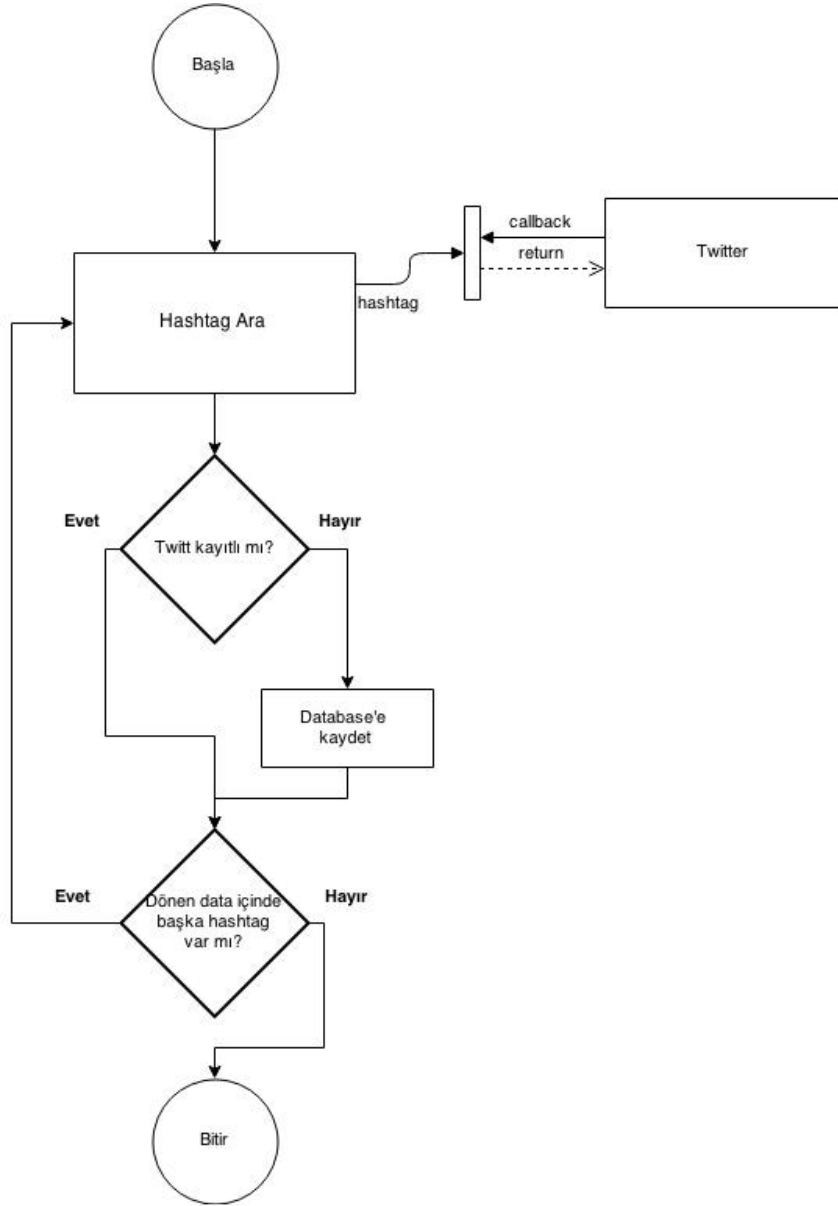 Başla
callback
return
Twitter
hashtag
Hashtag Ara
Evet
Hayır
Twitt kayıtlı mı?
Database'e
kaydet
Evet
Hayır
Dönen data içinde
başka hashtag
var mı?
Bitir